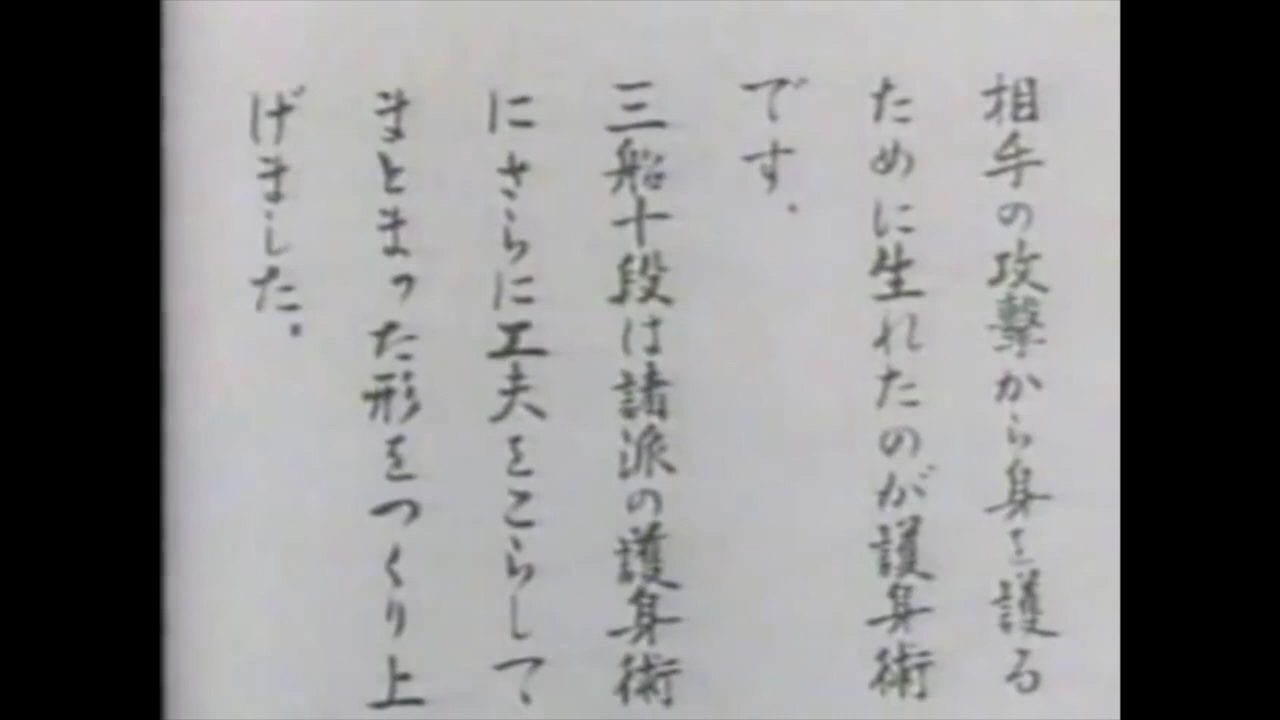 相手の攻撃から身を護る
ために生れたのが護身術
です.
三船十段は諸派の護身術
にさらに工夫をこらして
まとまった形をつくり上
げました.